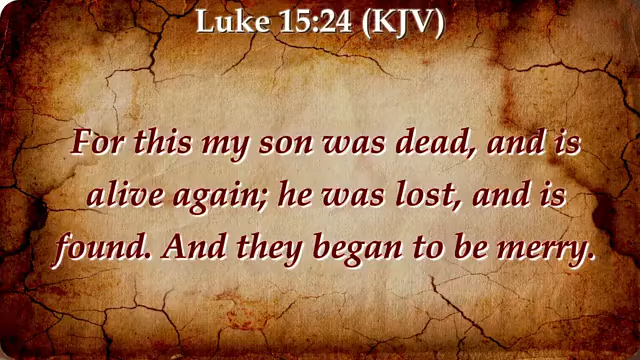 Luke 15:24 (KJV)
For this my son was dead, and is
alive again; he was lost, and is
found. And they began to be merry.